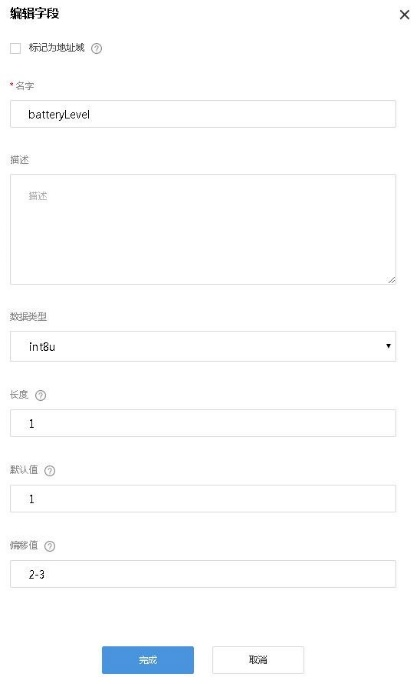 编辑字段
标记为地址域
* 名字
batteryLevel
描述
描述
数据类型
int8u
长度
1
默认值
1
偏移值
2-3
完成
取消